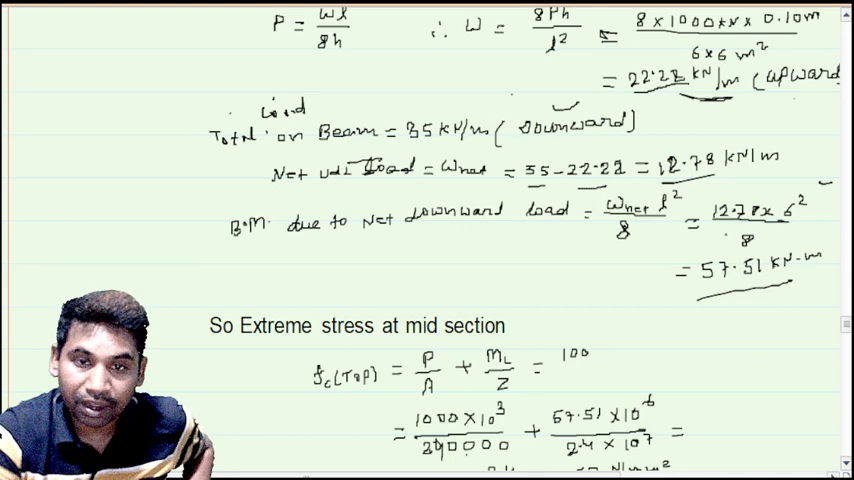 P = wl / 8h ∴ W = 8Ph / l² = 8 × 1000 kN × 0.10m / 6×6 m²
= 22.22 kN/m (upward
Load
Total on Beam = 35 kN/m ( Downward)
Net udl Load = Wnet = 35 - 22.22 = 12.78 kN/m
B.M. due to Net downward load = Wnet l² / 8 = 12.78 × 6² / 8
= 57.51 kN-m
So Extreme stress at mid section
fc(Top) = P/A + ML/Z = 100
= 1000 × 10³ / 240000 + 57.51 × 10⁶ / 2.4 × 10⁷ =